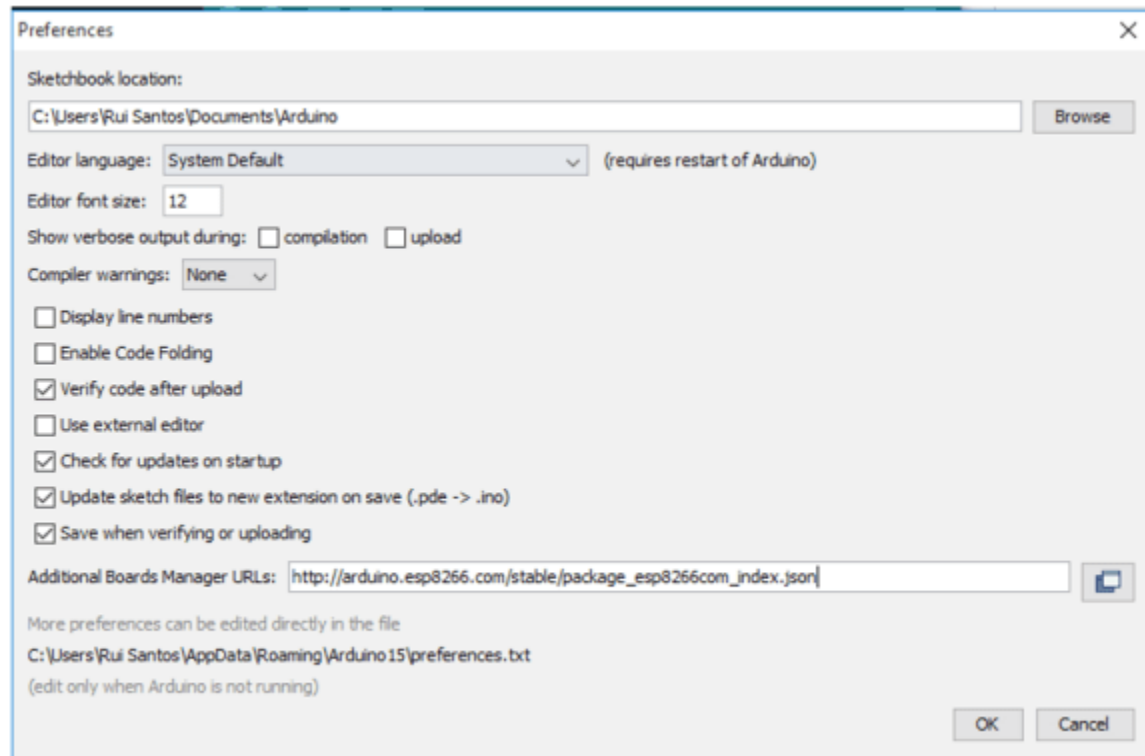 Preferences
Sketchbook location:
C:\Users\Rui Santos\Documents\Arduino Browse
Editor language: System Default (requires restart of Arduino)
Editor font size: 12
Show verbose output during: compilation upload
Compiler warnings: None
Display line numbers
Enable Code Folding
Verify code after upload
Use external editor
Check for updates on startup
Update sketch files to new extension on save (.pde -> .ino)
Save when verifying or uploading
Additional Boards Manager URLs: http://arduino.esp8266.com/stable/package_esp8266com_index.json
More preferences can be edited directly in the file
C:\Users\Rui Santos\AppData\Roaming\Arduino15\preferences.txt
(edit only when Arduino is not running)
OK Cancel